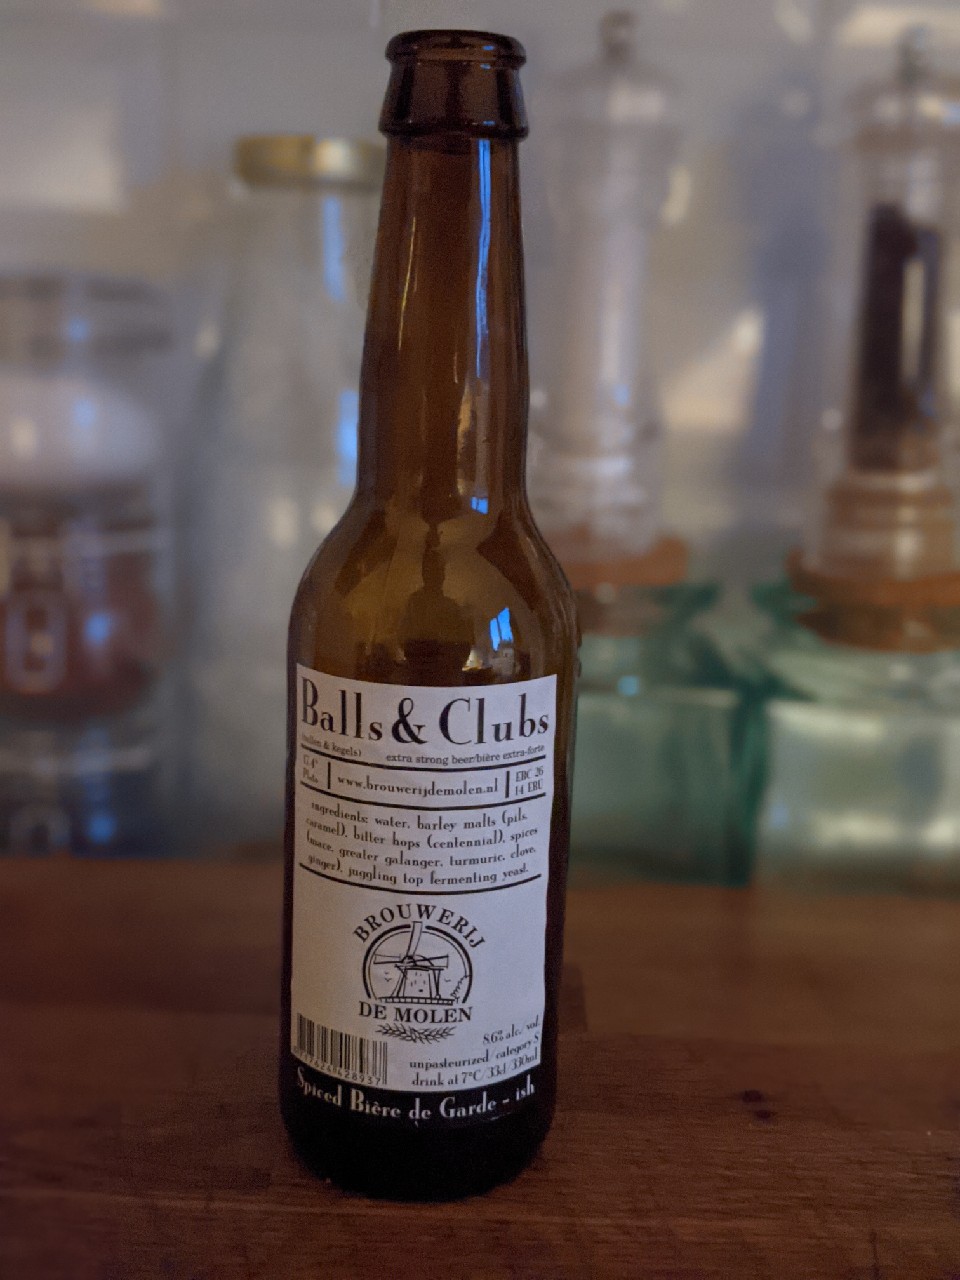 Balls & Clubs
(ballen & kegels) extra strong beer/bière extra-forte
Plato www.brouwerijdemolen.nl EBC 26
14 EBU
ingredients: water, barley malts (pils,
caramel), bitter hops (centennial), spices
(mace, greater galanger, turmuric, clove,
ginger), juggling top fermenting yeast.
BROUWERIJ
DE MOLEN
8.6% alc./vol.
unpasteurized/category S
drink at 7°C/33cl/330ml
Spiced Bière de Garde - ish